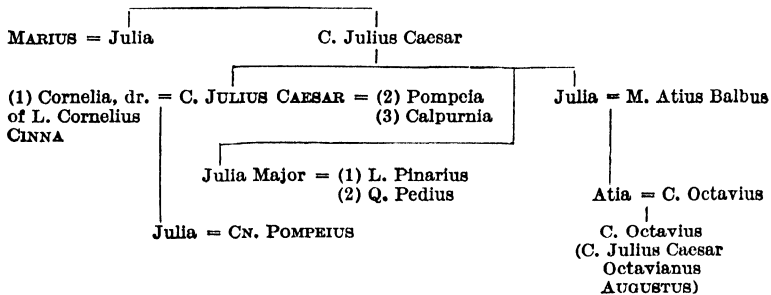 MARIUS = Julia C. Julius Caesar
(1) Cornelia, dr. = C. JULIUS CAESAR = (2) Pompeia Julia = M. Atius Balbus
of L. Cornelius (3) Calpurnia
CINNA
Julia Major = (1) L. Pinarius
(2) Q. Pedius
Atia = C. Octavius
Julia = CN. POMPEIUS C. Octavius
(C. Julius Caesar
Octavianus
AUGUSTUS)